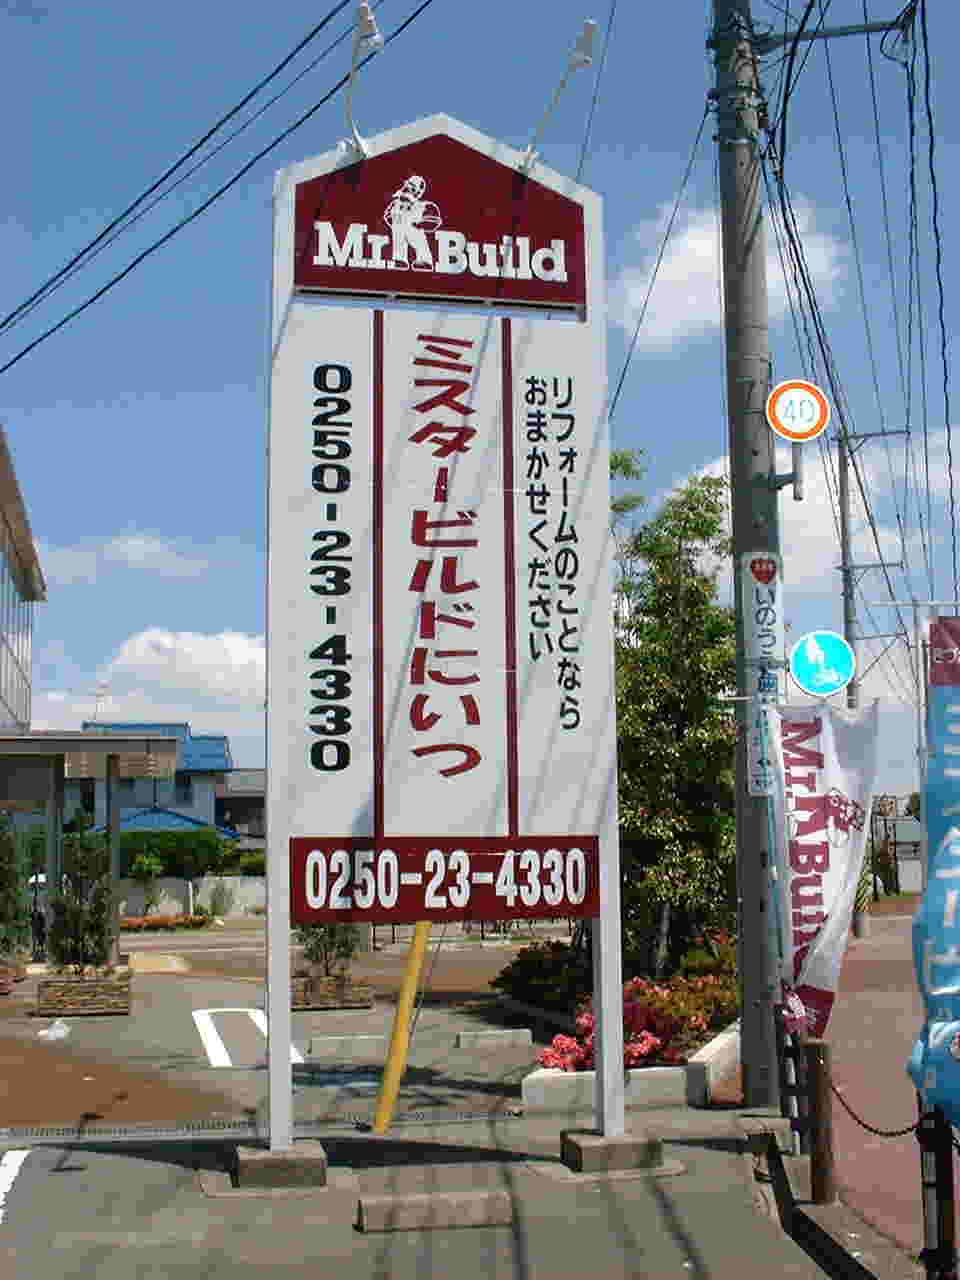 Mr. Build
リフォームのことなら
おまかせください
ミスタービルドにいつ
0250-23-4330
0250-23-4330
40
いのうえ歯
Mr. Build